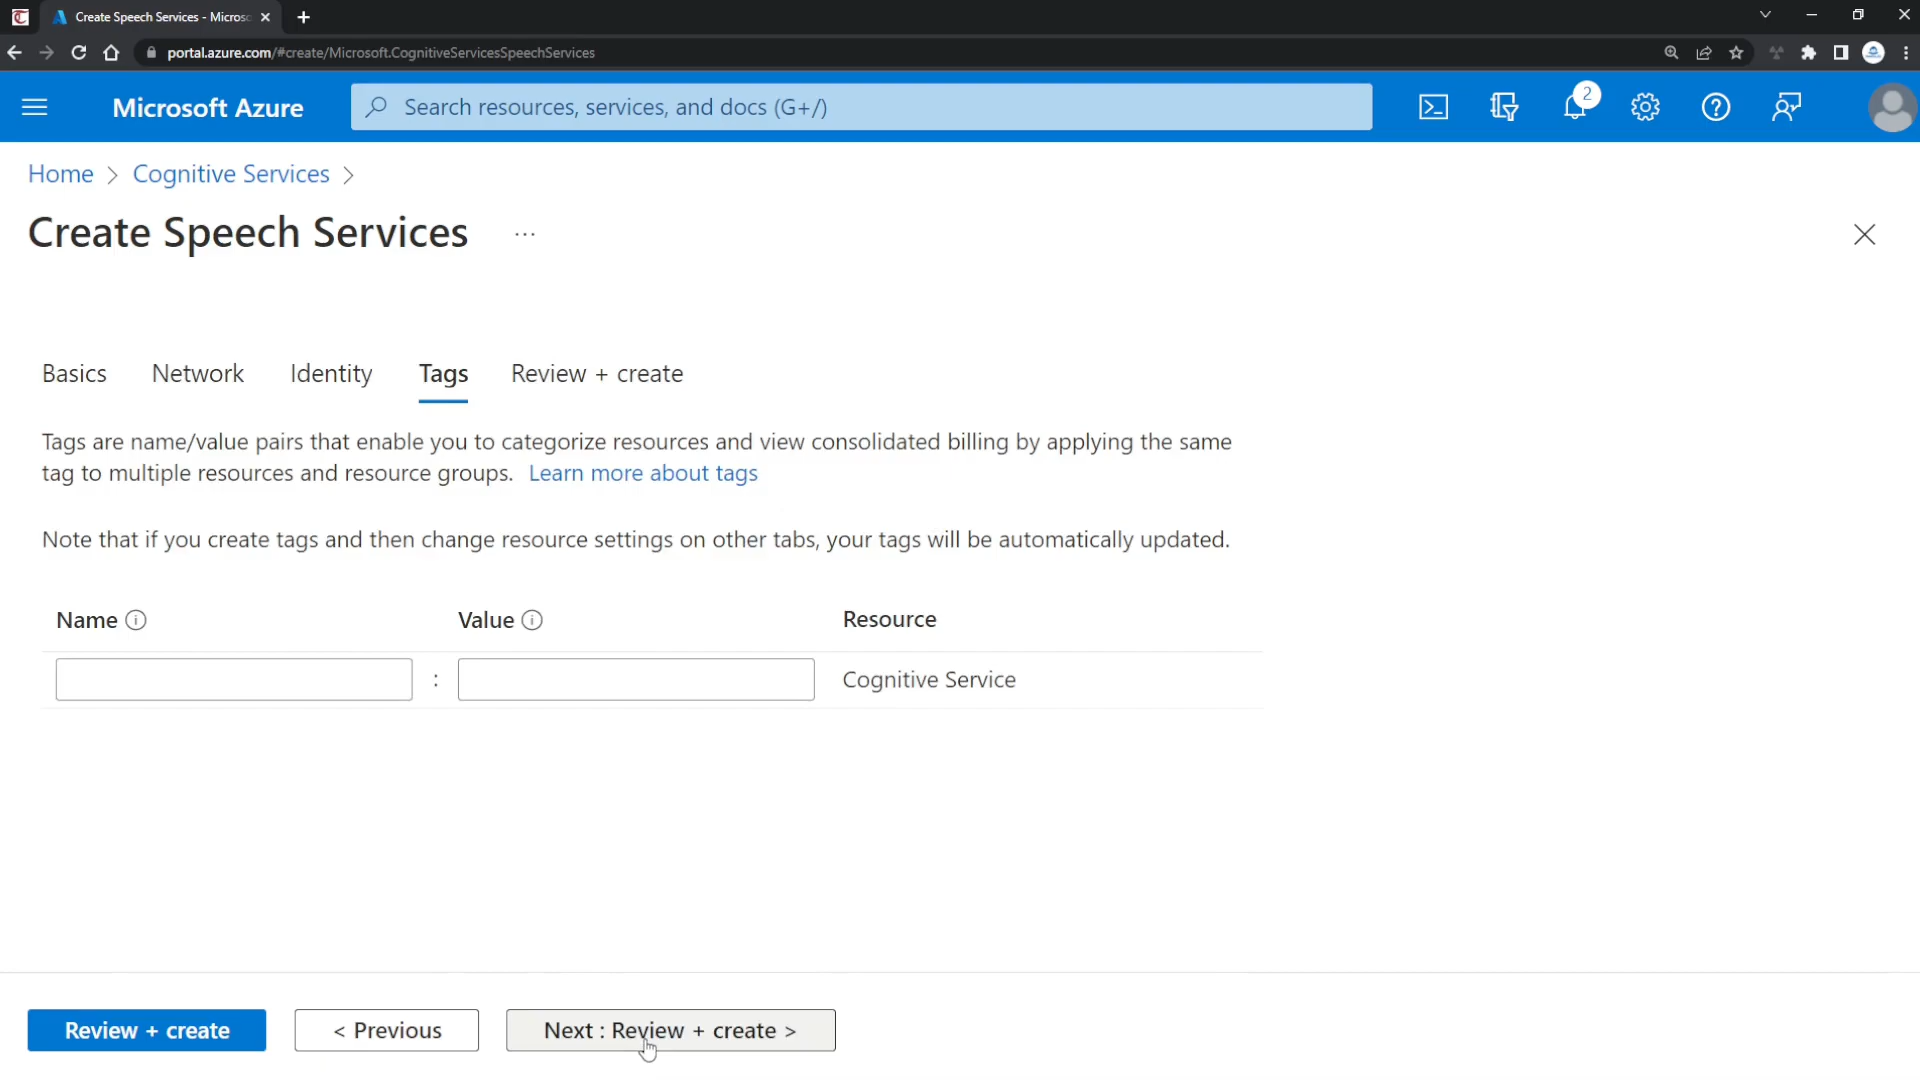 Create Speech Services - Micros
portal.azure.com/#create/Microsoft.CognitiveServicesSpeechServices
Microsoft Azure
Search resources, services, and docs (G+/)
2
Home > Cognitive Services >
Create Speech Services ...
Basics Network Identity Tags Review + create
Tags are name/value pairs that enable you to categorize resources and view consolidated billing by applying the same
tag to multiple resources and resource groups. Learn more about tags
Note that if you create tags and then change resource settings on other tabs, your tags will be automatically updated.
Name Value Resource
: Cognitive Service
Review + create < Previous Next : Review + create >